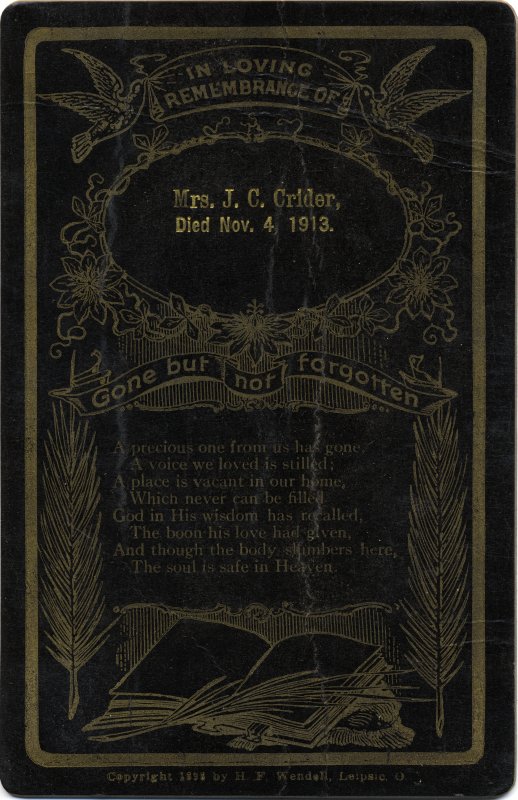 IN LOVING
REMEMBRANCE OF
Mrs. J. C. Crider,
Died Nov. 4, 1913.
Gone but not forgotten
A precious one from us has gone,
A voice we loved is stilled;
A place is vacant in our home,
Which never can be filled.
God in His wisdom has recalled,
The boon his love had given,
And though the body slumbers here,
The soul is safe in Heaven.
Copyright 1898 by H. F. Wendell, Leipsic, O.